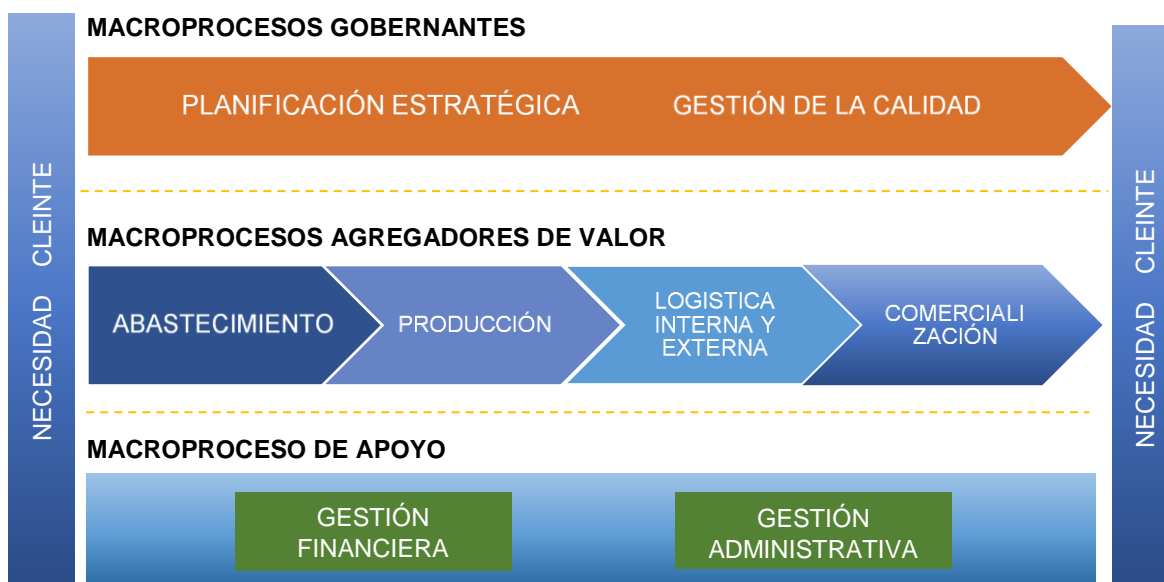 MACROPROCESOS GOBERNANTES
PLANIFICACIÓN ESTRATÉGICA
GESTIÓN DE LA CALIDAD
NECESIDAD CLEINTE
MACROPROCESOS AGREGADORES DE VALOR
ABASTECIMIENTO
PRODUCCIÓN
LOGISTICA
INTERNA Y
EXTERNA
COMERCIALI
ZACIÓN
MACROPROCESO DE APOYO
GESTIÓN
FINANCIERA
GESTIÓN
ADMINISTRATIVA
NECESIDAD CLEINTE